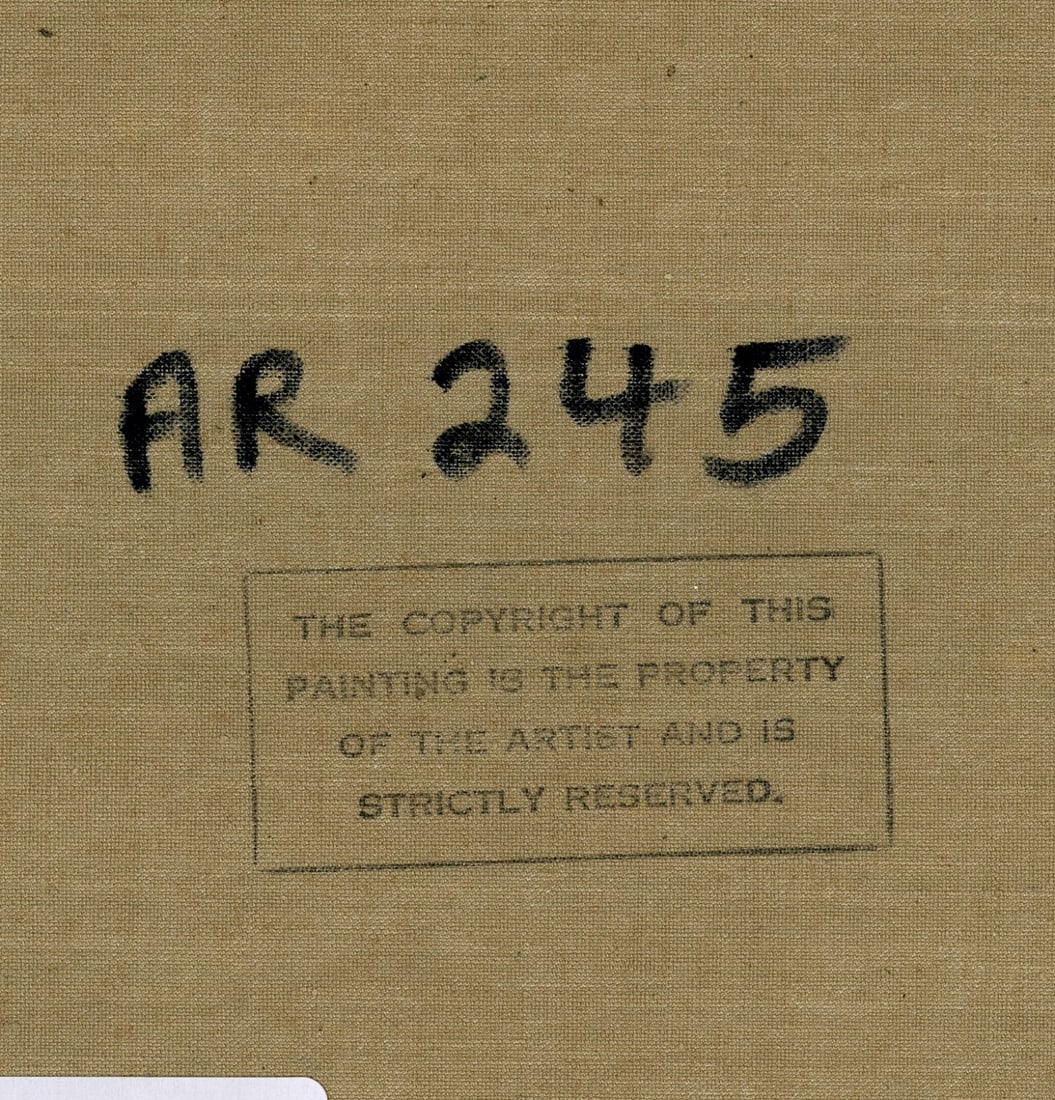 AR 245
THE COPYRIGHT OF THIS
PAINTING IS THE PROPERTY
OF THE ARTIST AND IS
STRICTLY RESERVED.